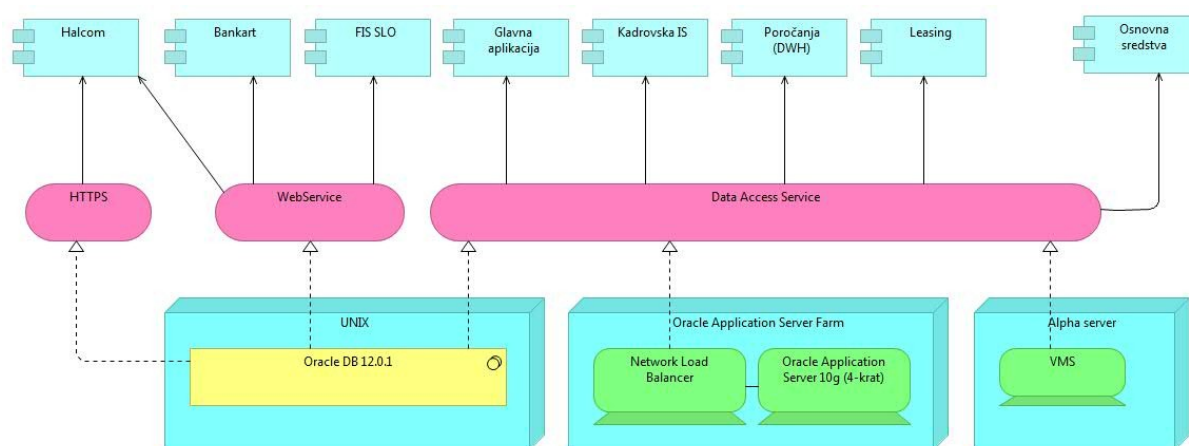 Halcom
Bankart
FIS SLO
Glavna
aplikacija
Kadrovska IS
Poročanja
(DWH)
Leasing
Osnovna
sredstva
HTTPS
WebService
Data Access Service
UNIX
Oracle DB 12.0.1
Oracle Application Server Farm
Network Load
Balancer
Oracle Application
Server 10g (4-krat)
Alpha server
VMS